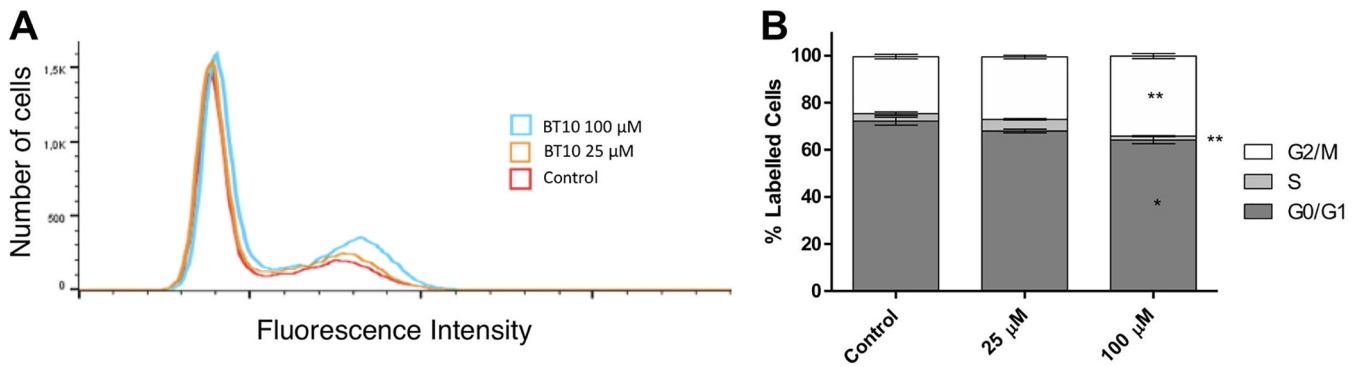 A
Number of cells
1,5K
1,0K
500
0
BT10 100 µM
BT10 25 µM
Control
Fluorescence Intensity
B
% Labelled Cells
100
80
60
40
20
0
**
**
*
G2/M
S
G0/G1
Control
25 µM
100 µM